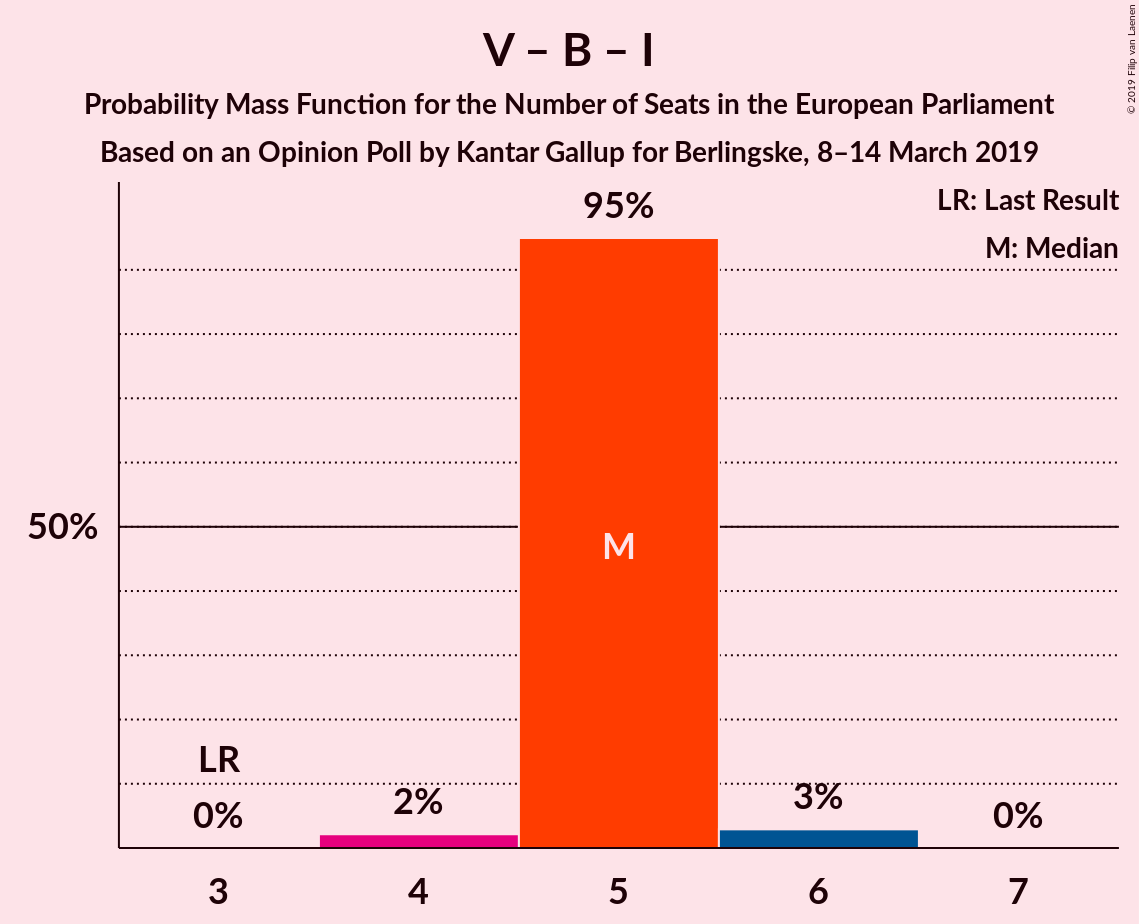 V – B – I
Probability Mass Function for the Number of Seats in the European Parliament
Based on an Opinion Poll by Kantar Gallup for Berlingske, 8–14 March 2019
© 2019 Filip van Laenen
LR: Last Result
M: Median
95%
50%
M
LR
0%
2%
3%
0%
3
4
5
6
7